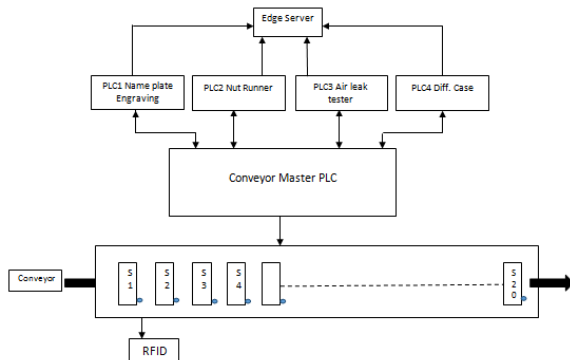 Edge Server
PLC1 Name plate
Engraving
PLC2 Nut Runner
PLC3 Air leak
tester
PLC4 Diff. Case
Conveyor Master PLC
Conveyor
S
1
S
2
S
3
S
4
S
2
0
RFID